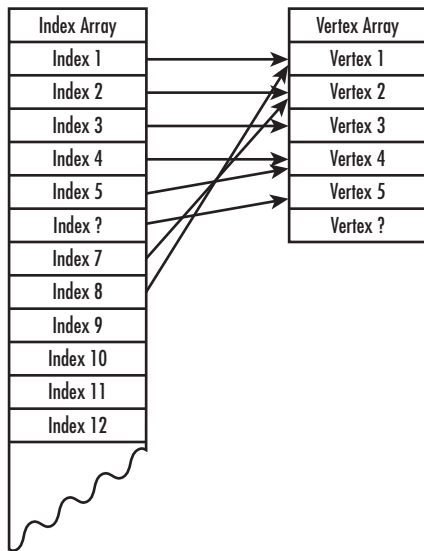 Index Array
Index 1
Index 2
Index 3
Index 4
Index 5
Index ?
Index 7
Index 8
Index 9
Index 10
Index 11
Index 12
Vertex Array
Vertex 1
Vertex 2
Vertex 3
Vertex 4
Vertex 5
Vertex ?